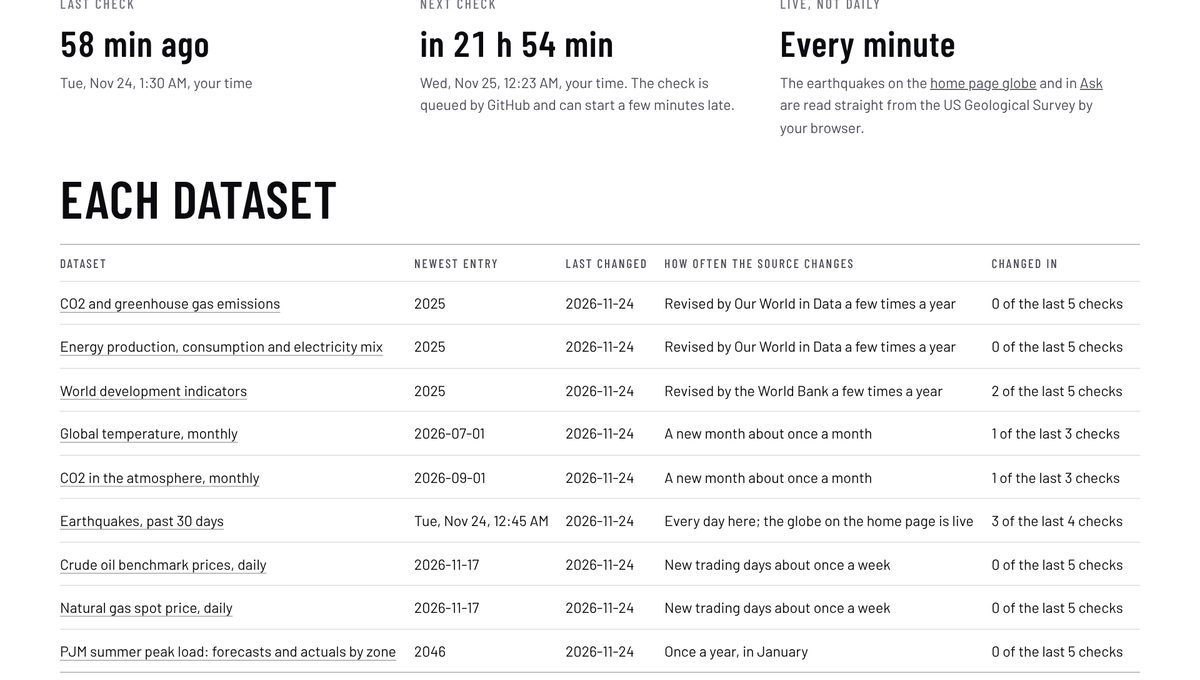 LAST CHECK
58 min ago
Tue, Nov 24, 1:30 AM, your time
NEXT CHECK
in 21 h 54 min
Wed, Nov 25, 12:23 AM, your time. The check is
queued by GitHub and can start a few minutes late.
LIVE, NOT DAILY
Every minute
The earthquakes on the home page globe and in Ask
are read straight from the US Geological Survey by
your browser.
EACH DATASET
DATASET NEWEST ENTRY LAST CHANGED HOW OFTEN THE SOURCE CHANGES CHANGED IN
CO2 and greenhouse gas emissions 2025 2026-11-24 Revised by Our World in Data a few times a year 0 of the last 5 checks
Energy production, consumption and electricity mix 2025 2026-11-24 Revised by Our World in Data a few times a year 0 of the last 5 checks
World development indicators 2025 2026-11-24 Revised by the World Bank a few times a year 2 of the last 5 checks
Global temperature, monthly 2026-07-01 2026-11-24 A new month about once a month 1 of the last 3 checks
CO2 in the atmosphere, monthly 2026-09-01 2026-11-24 A new month about once a month 1 of the last 3 checks
Earthquakes, past 30 days Tue, Nov 24, 12:45 AM 2026-11-24 Every day here; the globe on the home page is live 3 of the last 4 checks
Crude oil benchmark prices, daily 2026-11-17 2026-11-24 New trading days about once a week 0 of the last 5 checks
Natural gas spot price, daily 2026-11-17 2026-11-24 New trading days about once a week 0 of the last 5 checks
PJM summer peak load: forecasts and actuals by zone 2046 2026-11-24 Once a year, in January 0 of the last 5 checks